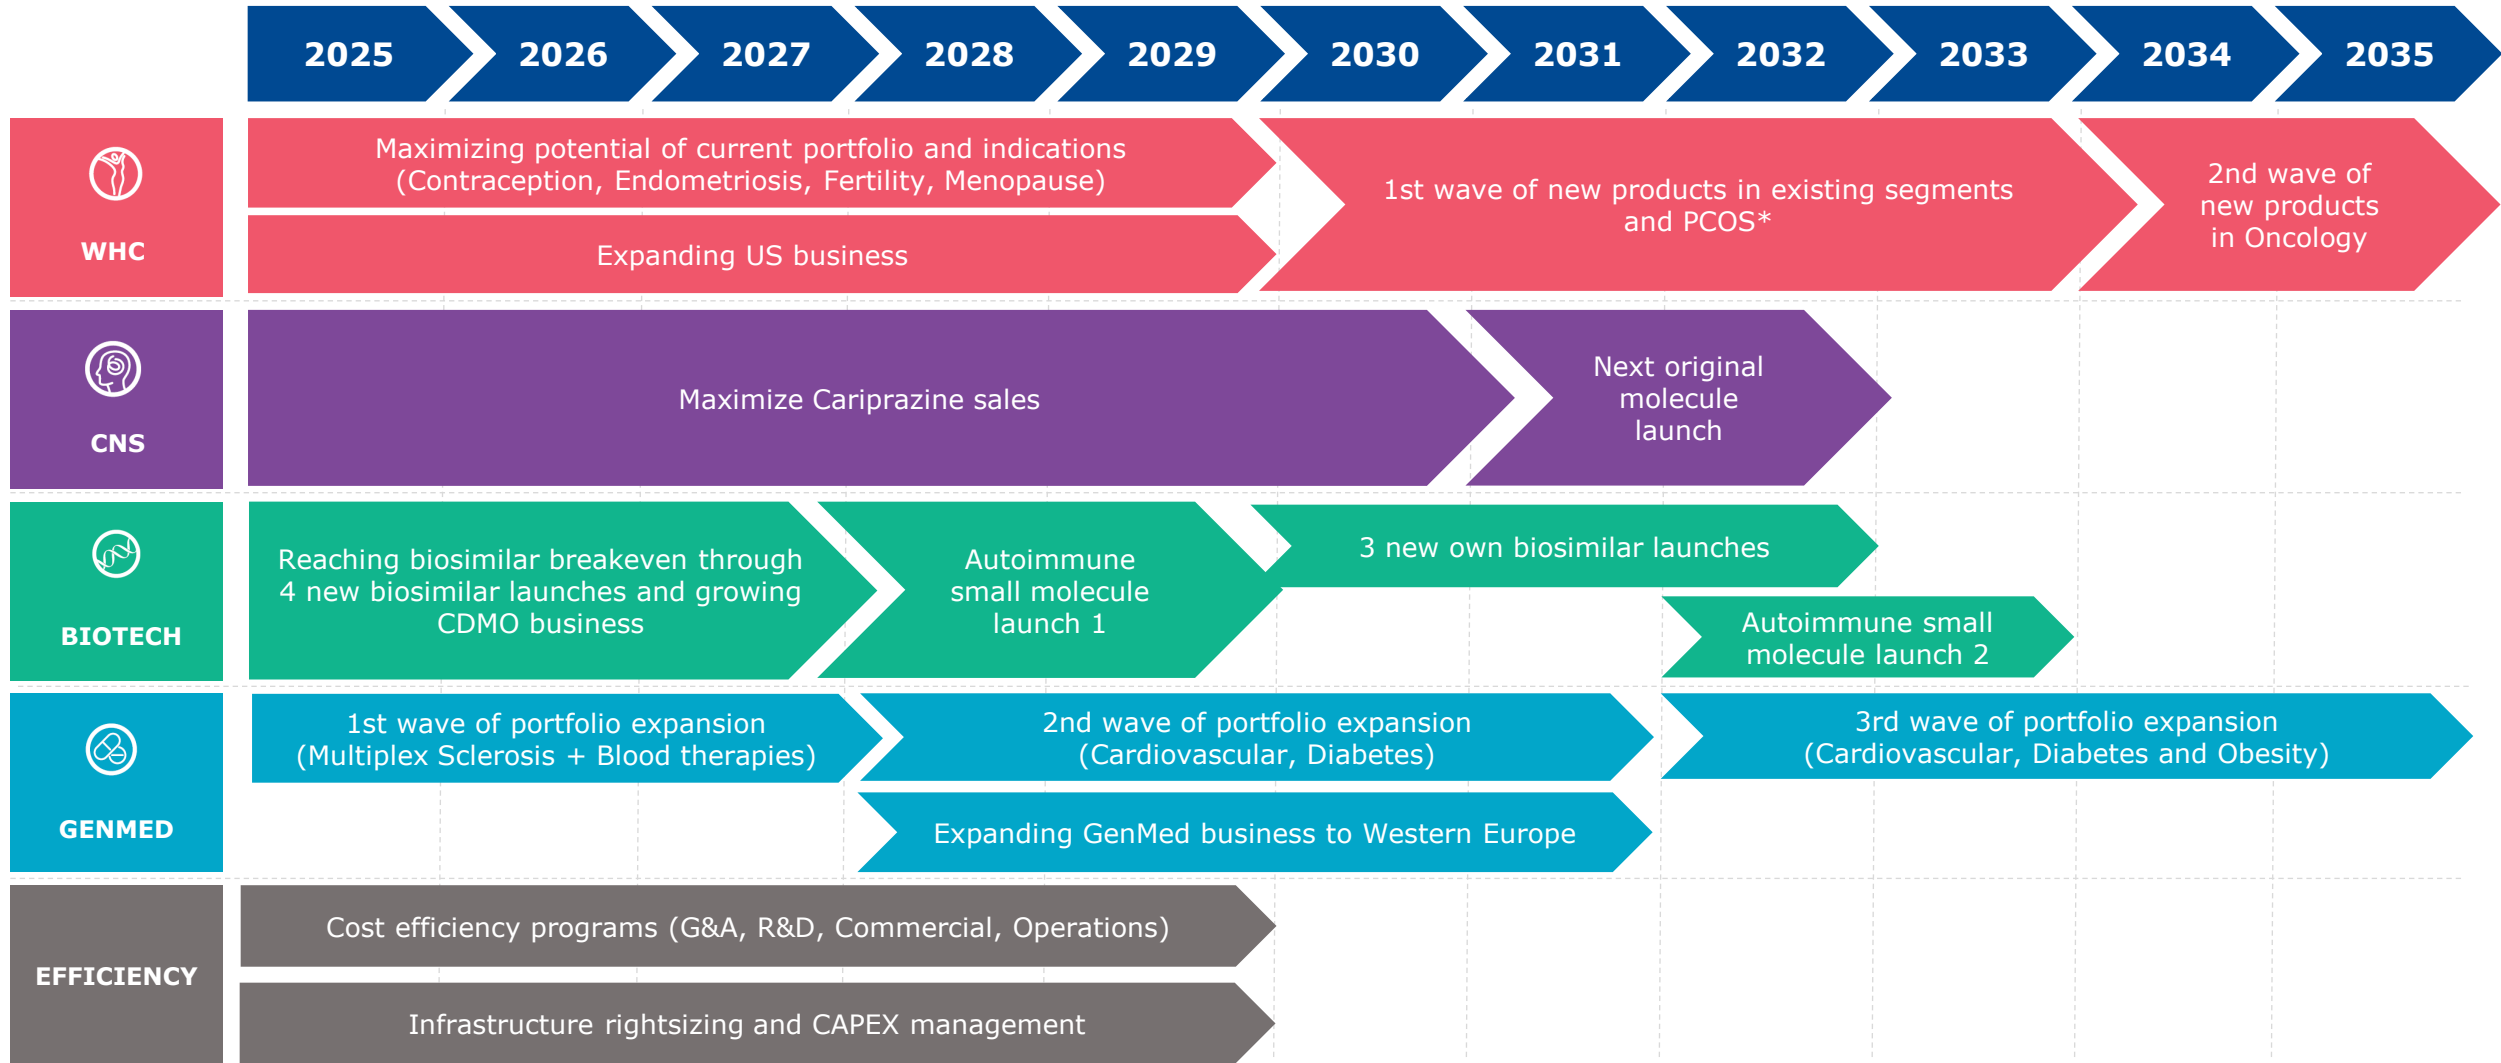 2025
2026
2027
2028
2029
2030
2031
2032
2033
2034
2035
WHC
Maximizing potential of current portfolio and indications
(Contraception, Endometriosis, Fertility, Menopause)
Expanding US business
1st wave of new products in existing segments
and PCOS*
2nd wave of
new products
in Oncology
CNS
Maximize Cariprazine sales
Next original
molecule
launch
BIOTECH
Reaching biosimilar breakeven through
4 new biosimilar launches and growing
CDMO business
Autoimmune
small molecule
launch 1
3 new own biosimilar launches
Autoimmune small
molecule launch 2
GENMED
1st wave of portfolio expansion
(Multiplex Sclerosis + Blood therapies)
2nd wave of portfolio expansion
(Cardiovascular, Diabetes)
3rd wave of portfolio expansion
(Cardiovascular, Diabetes and Obesity)
Expanding GenMed business to Western Europe
EFFICIENCY
Cost efficiency programs (G&A, R&D, Commercial, Operations)
Infrastructure rightsizing and CAPEX management